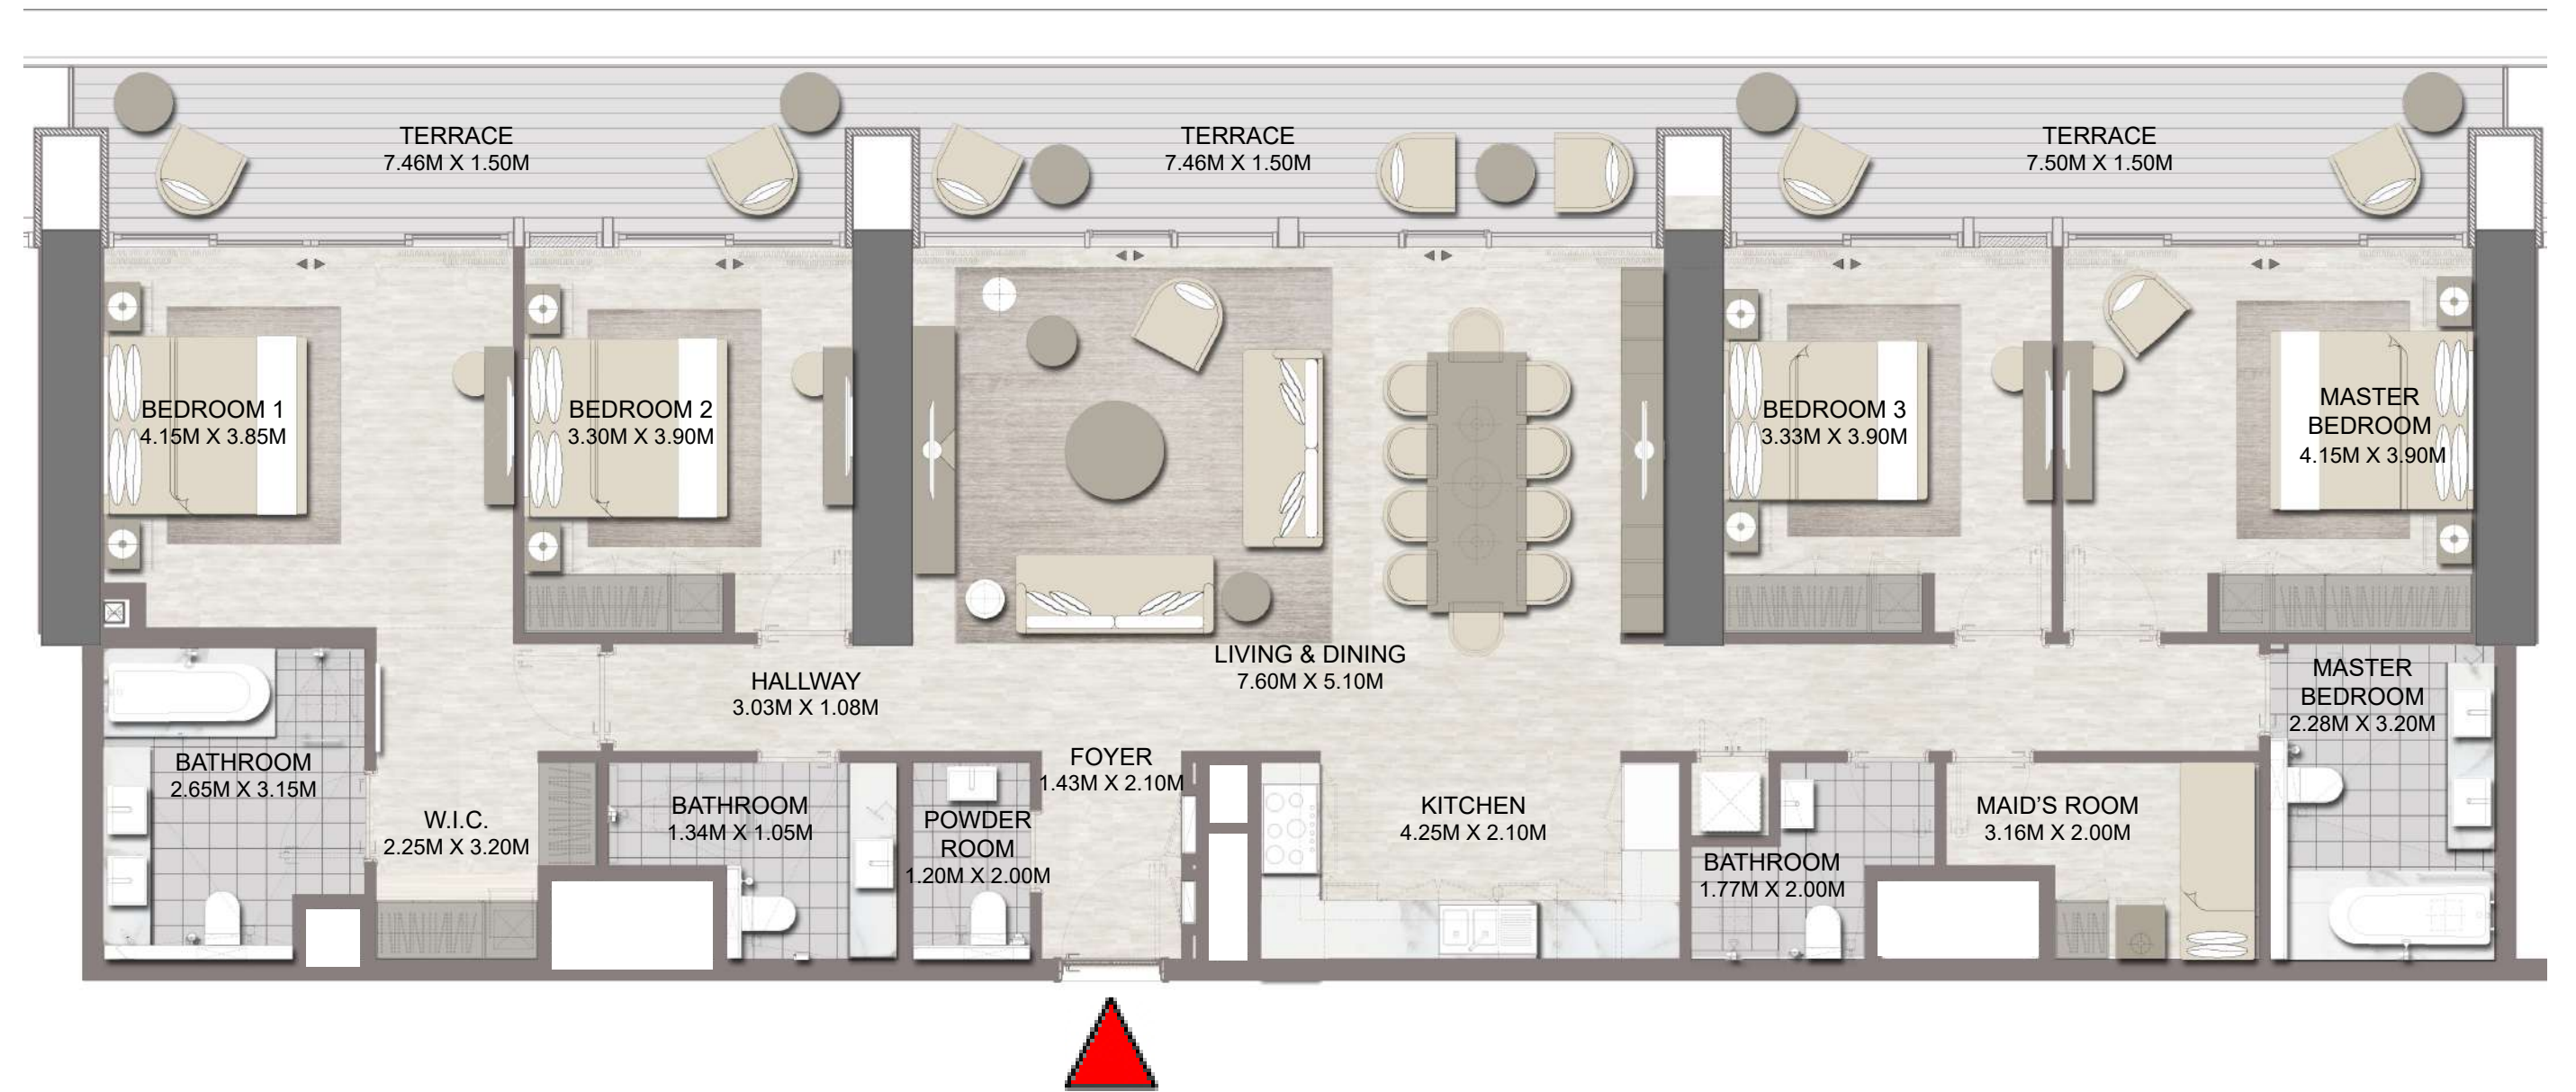 TERRACE
7.46M X 1.50M
TERRACE
7.46M X 1.50M
TERRACE
7.50M X 1.50M
BEDROOM 1
4.15M X 3.85M
BEDROOM 2
3.30M X 3.90M
BEDROOM 3
3.33M X 3.90M
MASTER
BEDROOM
4.15M X 3.90M
LIVING & DINING
7.60M X 5.10M
HALLWAY
3.03M X 1.08M
MASTER
BEDROOM
2.28M X 3.20M
BATHROOM
2.65M X 3.15M
FOYER
1.43M X 2.10M
W.I.C.
2.25M X 3.20M
BATHROOM
1.34M X 1.05M
POWDER
ROOM
1.20M X 2.00M
KITCHEN
4.25M X 2.10M
BATHROOM
1.77M X 2.00M
MAID'S ROOM
3.16M X 2.00M